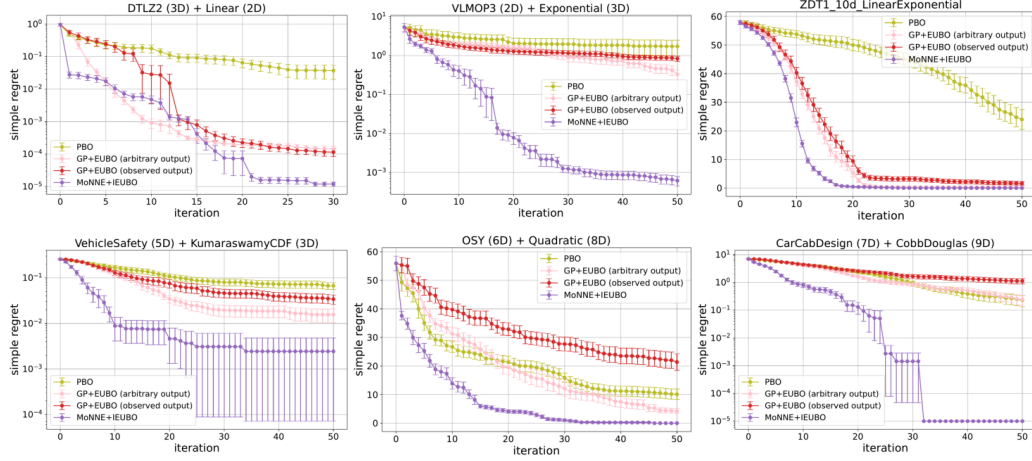 DTLZ2 (3D) + Linear (2D)
simple regret
10⁰
10⁻¹
10⁻²
10⁻³
10⁻⁴
10⁻⁵
PBO
GP+EUBO (arbitrary output)
GP+EUBO (observed output)
MoNNE+IEUBO
0 5 10 15 20 25 30
iteration
VLMOP3 (2D) + Exponential (3D)
simple regret
10¹
10⁰
10⁻¹
10⁻²
10⁻³
PBO
GP+EUBO (arbitrary output)
GP+EUBO (observed output)
MoNNE+IEUBO
0 10 20 30 40 50
iteration
ZDT1_10d_LinearExponential
simple regret
60
50
40
30
20
10
0
PBO
GP+EUBO (arbitrary output)
GP+EUBO (observed output)
MoNNE+IEUBO
0 10 20 30 40 50
iteration
VehicleSafety (5D) + KumaraswamyCDF (3D)
simple regret
10⁻¹
10⁻²
10⁻³
10⁻⁴
PBO
GP+EUBO (arbitrary output)
GP+EUBO (observed output)
MoNNE+IEUBO
0 10 20 30 40 50
iteration
OSY (6D) + Quadratic (8D)
simple regret
60
50
40
30
20
10
0
PBO
GP+EUBO (arbitrary output)
GP+EUBO (observed output)
MoNNE+IEUBO
0 10 20 30 40 50
iteration
CarCabDesign (7D) + CobbDouglas (9D)
simple regret
10¹
10⁰
10⁻¹
10⁻²
10⁻³
10⁻⁴
10⁻⁵
PBO
GP+EUBO (arbitrary output)
GP+EUBO (observed output)
MoNNE+IEUBO
0 10 20 30 40 50
iteration